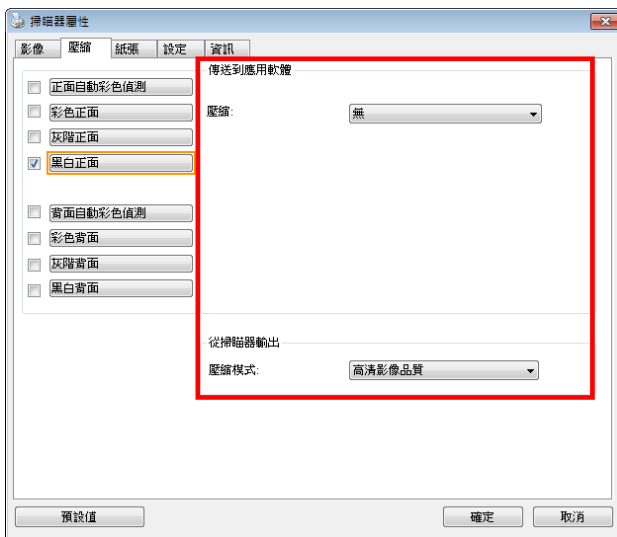 掃瞄器屬性
影像 壓縮 紙張 設定 資訊
正面自動彩色偵測
彩色正面
灰階正面
黑白正面
背面自動彩色偵測
彩色背面
灰階背面
黑白背面
傳送到應用軟體
壓縮: 無
從掃瞄器輸出
壓縮模式: 高清影像品質
預設值 確定 取消